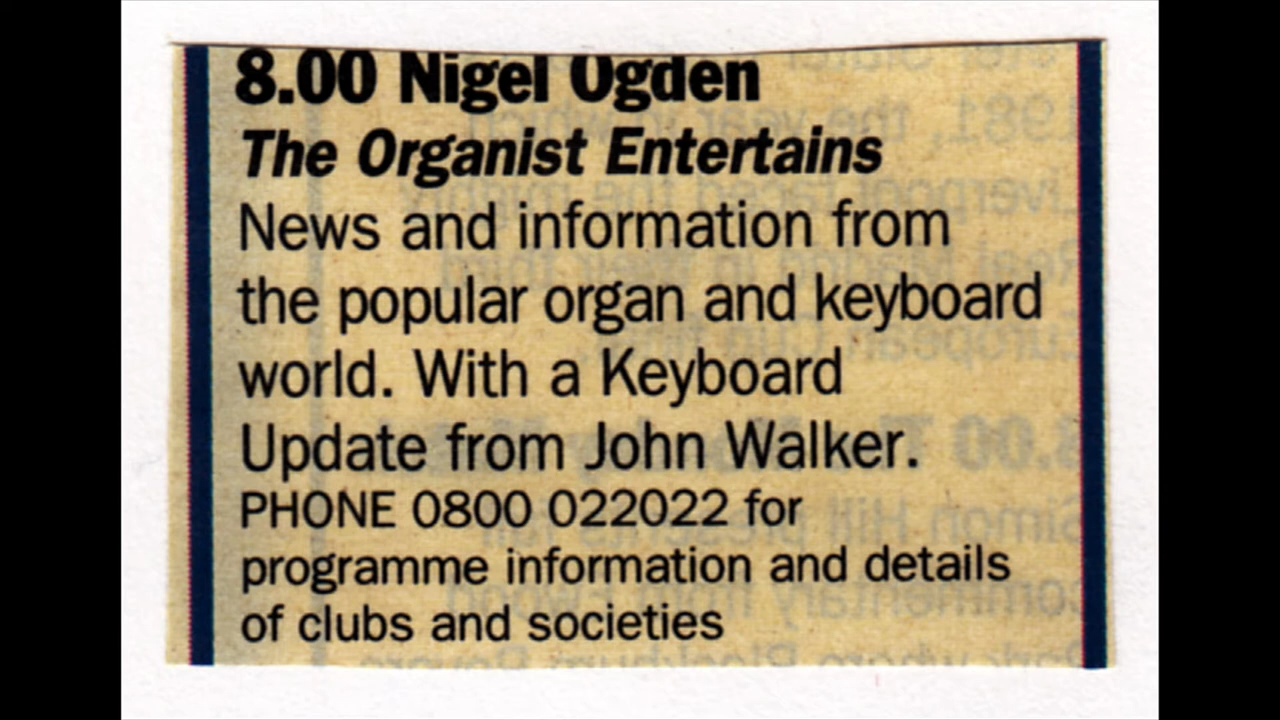 8.00 Nigel Ogden
The Organist Entertains
News and information from
the popular organ and keyboard
world. With a Keyboard
Update from John Walker.
PHONE 0800 022022 for
programme information and details
of clubs and societies